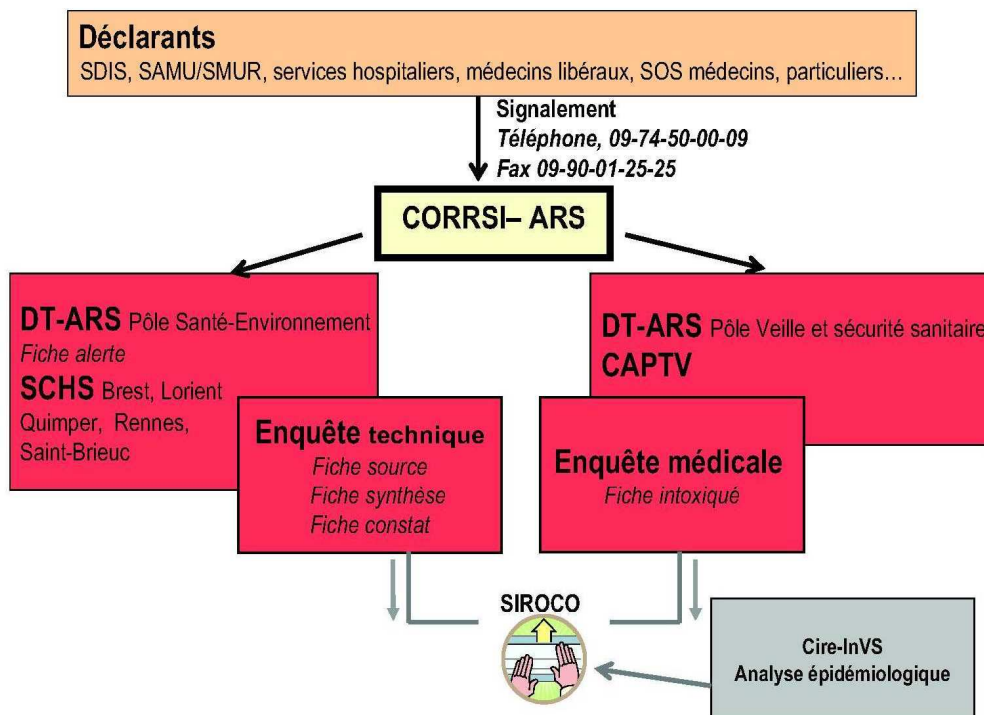 Déclarants
SDIS, SAMU/SMUR, services hospitaliers, médecins libéraux, SOS médecins, particuliers…
Signalement
Téléphone, 09-74-50-00-09
Fax 09-90-01-25-25
CORRSI– ARS
DT-ARS Pôle Santé-Environnement
Fiche alerte
SCHS Brest, Lorient
Quimper, Rennes,
Saint-Brieuc
DT-ARS Pôle Veille et sécurité sanitaire
CAPTV
Enquête technique
Fiche source
Fiche synthèse
Fiche constat
Enquête médicale
Fiche intoxiqué
SIROCO
Cire-InVS
Analyse épidémiologique